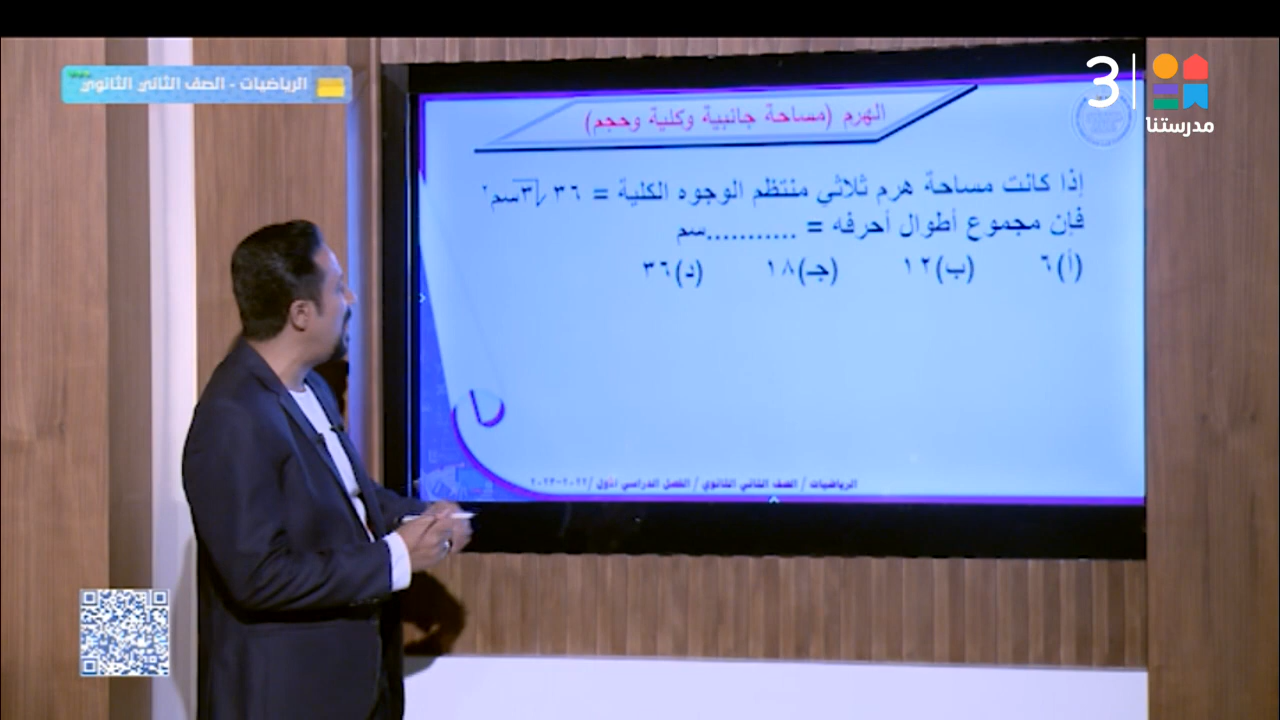 الرياضيات - الصف الثاني الثانوي
3
مدرستنا
الهرم (مساحة جانبية وكلية وحجم)
إذا كانت مساحة هرم ثلاثي منتظم الوجوه الكلية = ٣٦ √٣ سم٢
فإن مجموع أطوال أحرفه = ...........سم
(أ) ٦ (ب) ١٢ (جـ) ١٨ (د) ٣٦
الرياضيات / الصف الثاني الثانوي / الفصل الدراسي الأول / ٢٠٢٢-٢٠٢٣